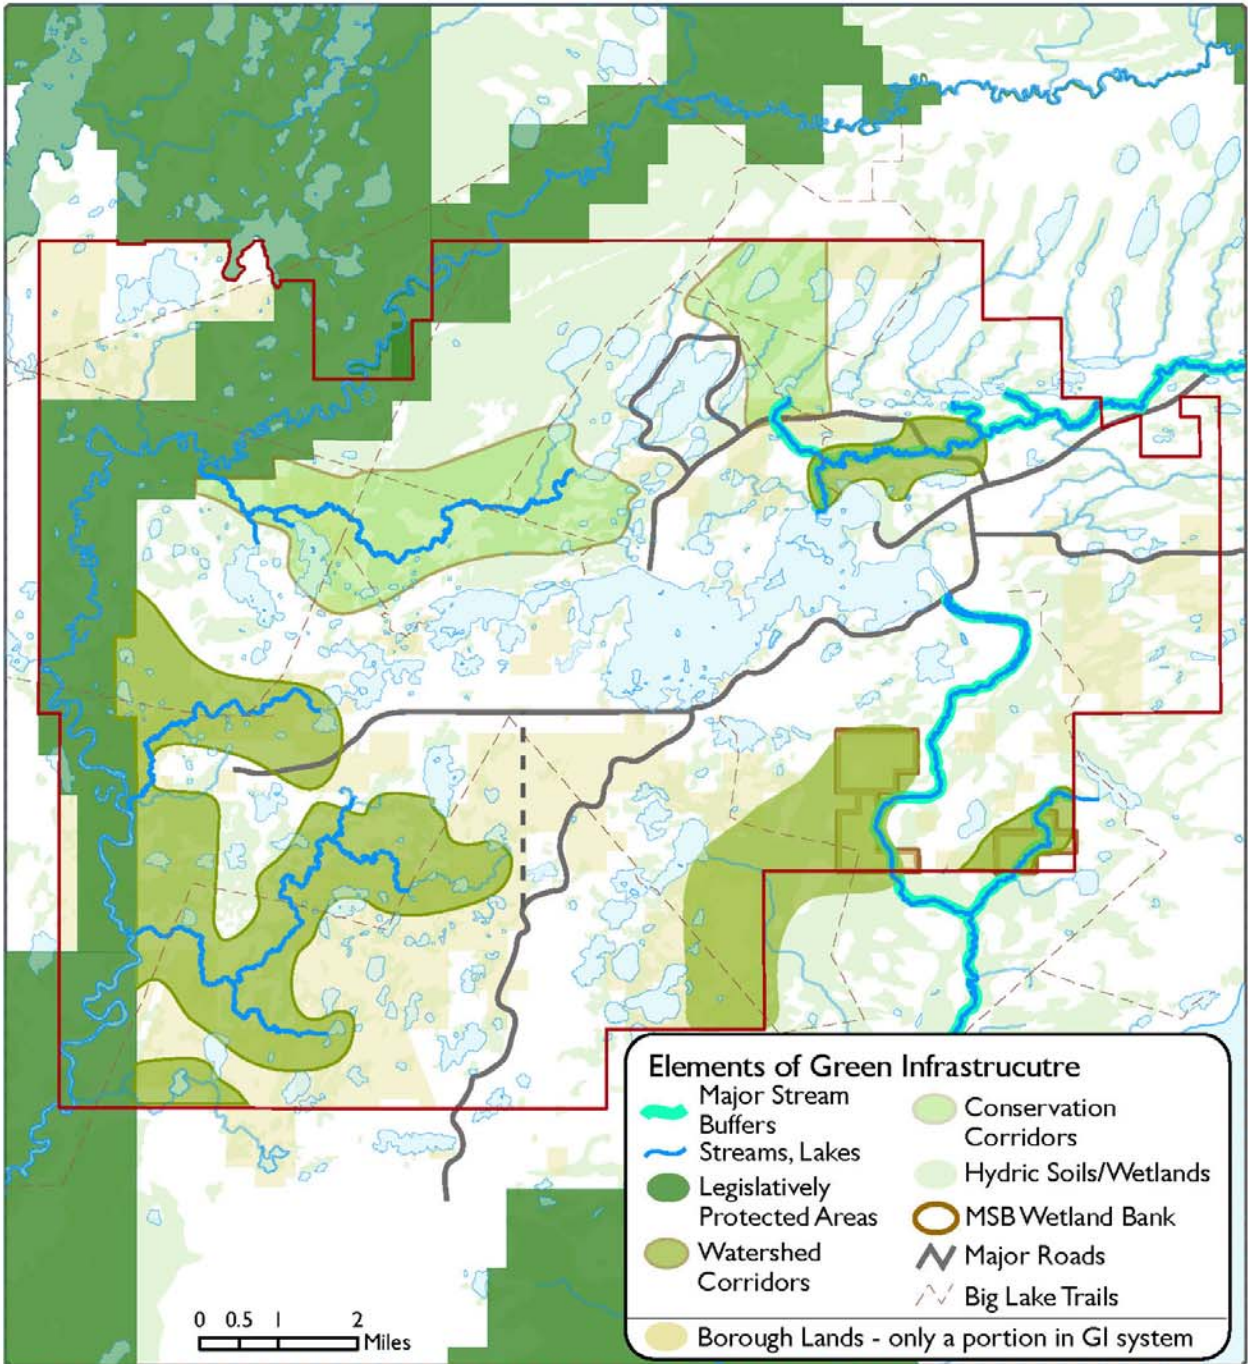 Elements of Green Infrastrucutre
Major Stream
Buffers
Streams, Lakes
Legislatively
Protected Areas
Watershed
Corridors
Conservation
Corridors
Hydric Soils/Wetlands
MSB Wetland Bank
Major Roads
Big Lake Trails
Borough Lands - only a portion in GI system
0 0.5 1 2
Miles